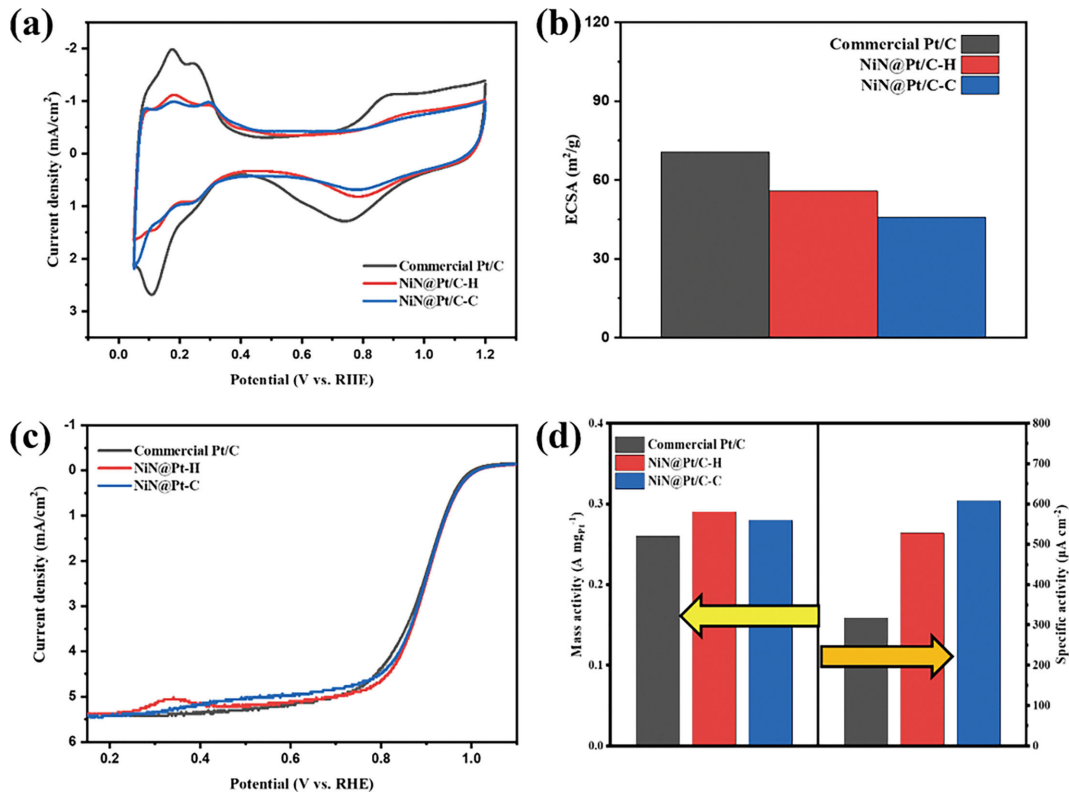 (a)
-2
-1
0
1
2
3
Current density (mA/cm²)
Commercial Pt/C
NiN@Pt/C-H
NiN@Pt/C-C
0.0 0.2 0.4 0.6 0.8 1.0 1.2
Potential (V vs. RHE)
(b)
120
90
60
30
0
ECSA (m²/g)
Commercial Pt/C
NiN@Pt/C-H
NiN@Pt/C-C
(c)
-1
0
1
2
3
4
5
6
Current density (mA/cm²)
Commercial Pt/C
NiN@Pt-H
NiN@Pt-C
0.2 0.4 0.6 0.8 1.0
Potential (V vs. RHE)
(d)
0.4
0.3
0.2
0.1
0.0
Mass activity (A mgPt⁻¹)
Commercial Pt/C
NiN@Pt/C-H
NiN@Pt/C-C
800
700
600
500
400
300
200
100
0
Specific activity (μA cm⁻²)